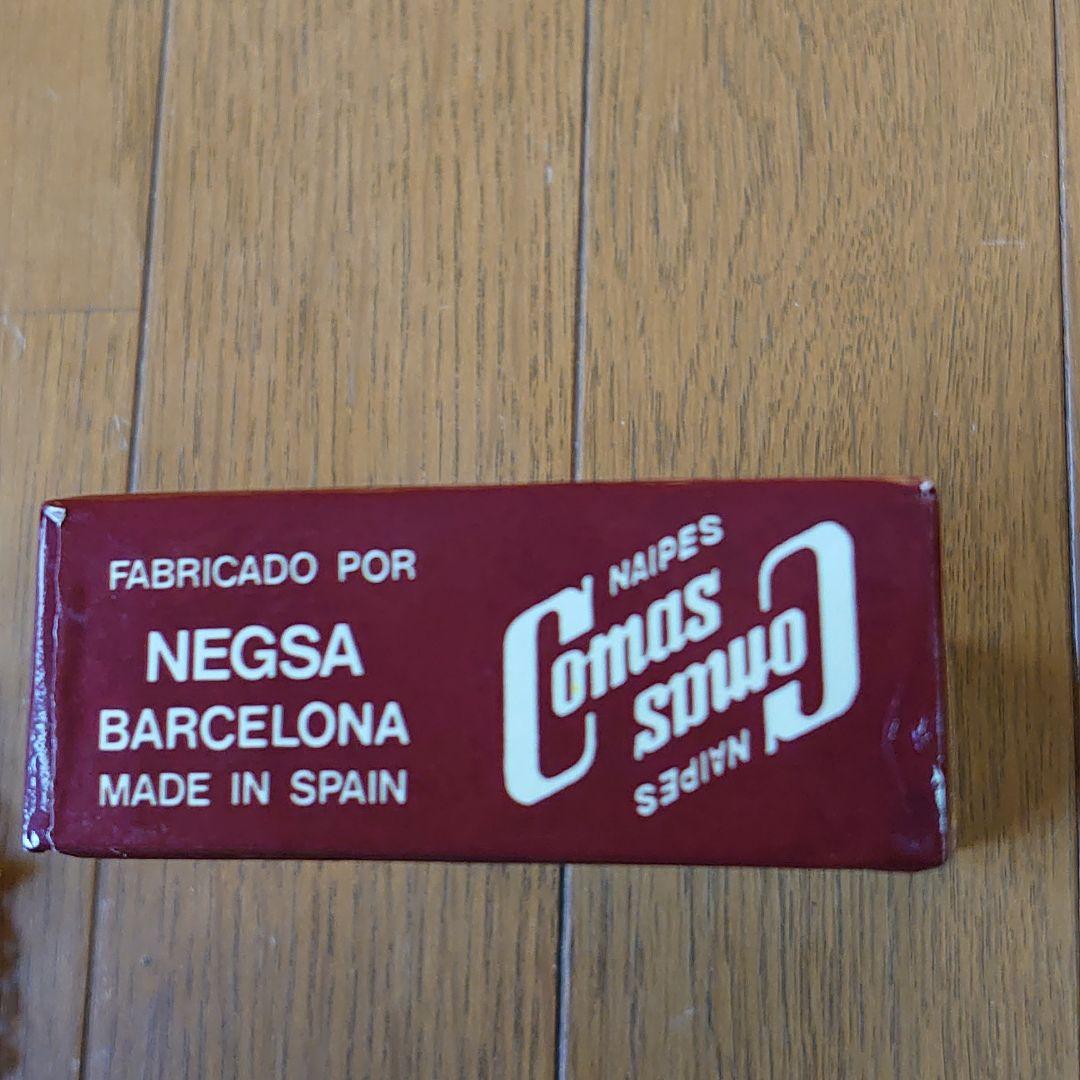 FABRICADO POR
NEGSA
BARCELONA
MADE IN SPAIN
NAIPES
Comas
Comas
NAIPES